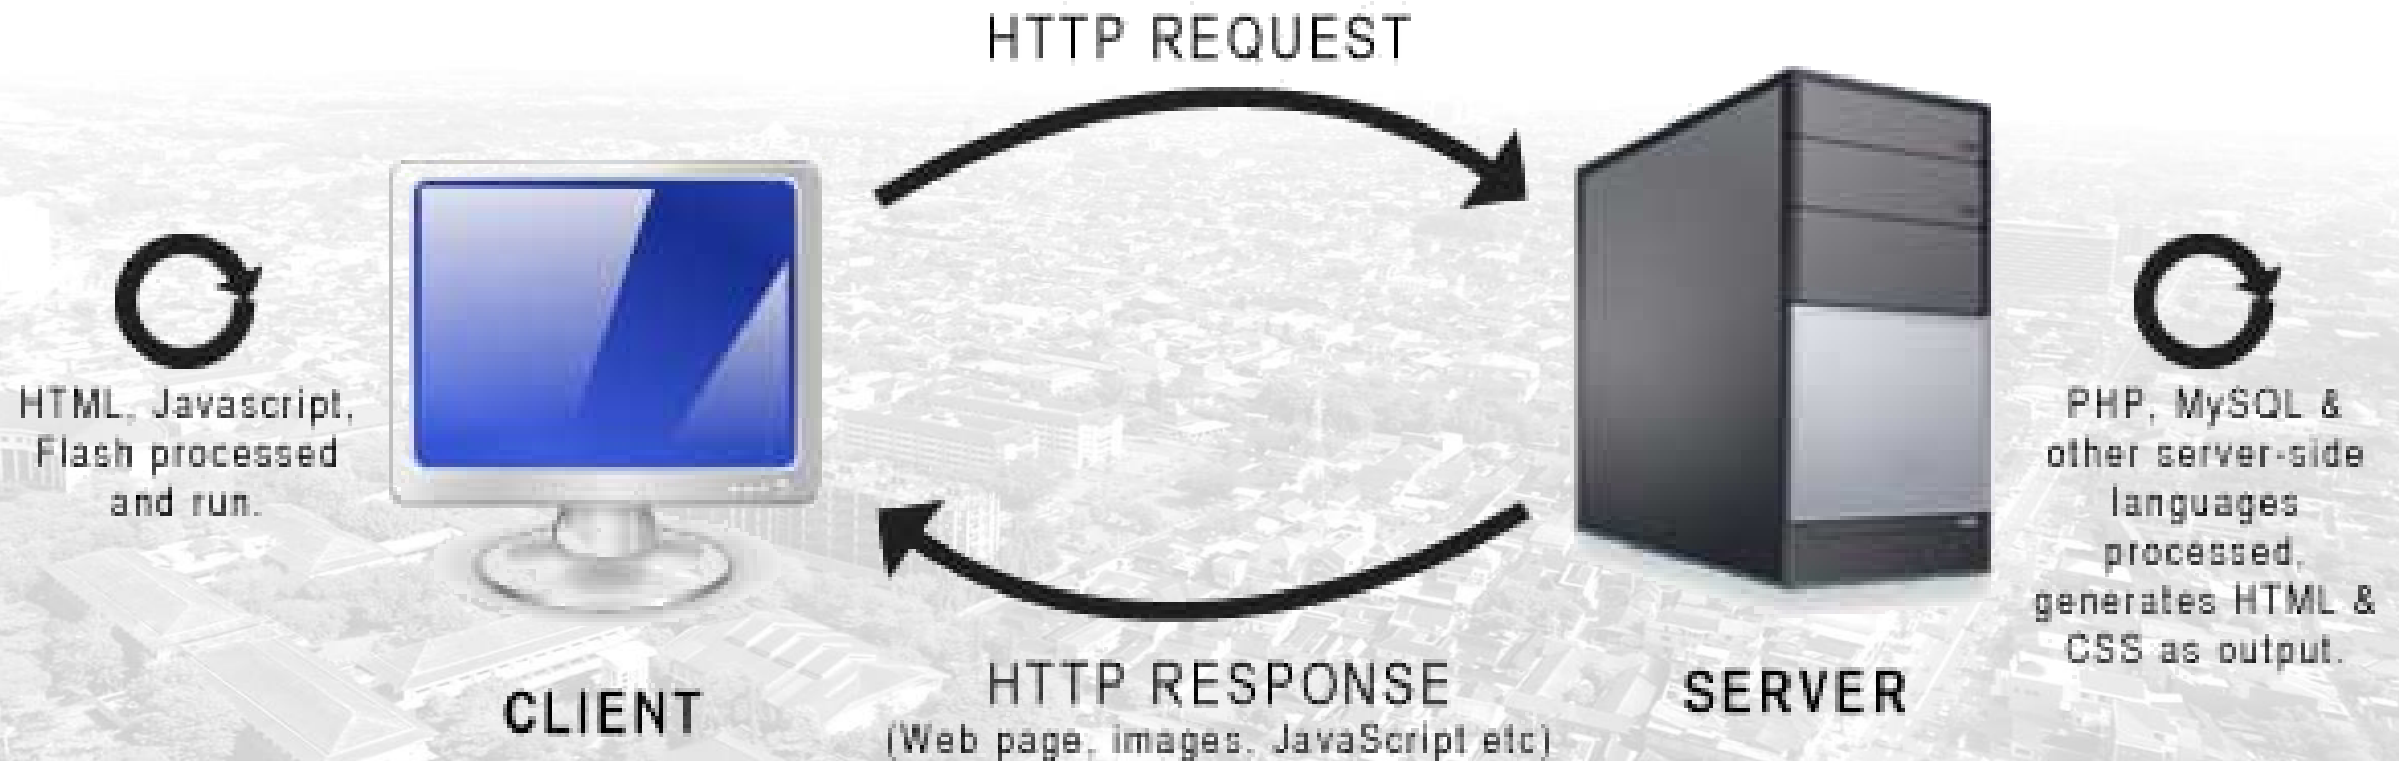 HTTP REQUEST
HTML, Javascript,
Flash processed
and run.
PHP, MySQL &
other server-side
languages
processed,
generates HTML &
CSS as output.
CLIENT
HTTP RESPONSE
(Web page, images, JavaScript etc)
SERVER